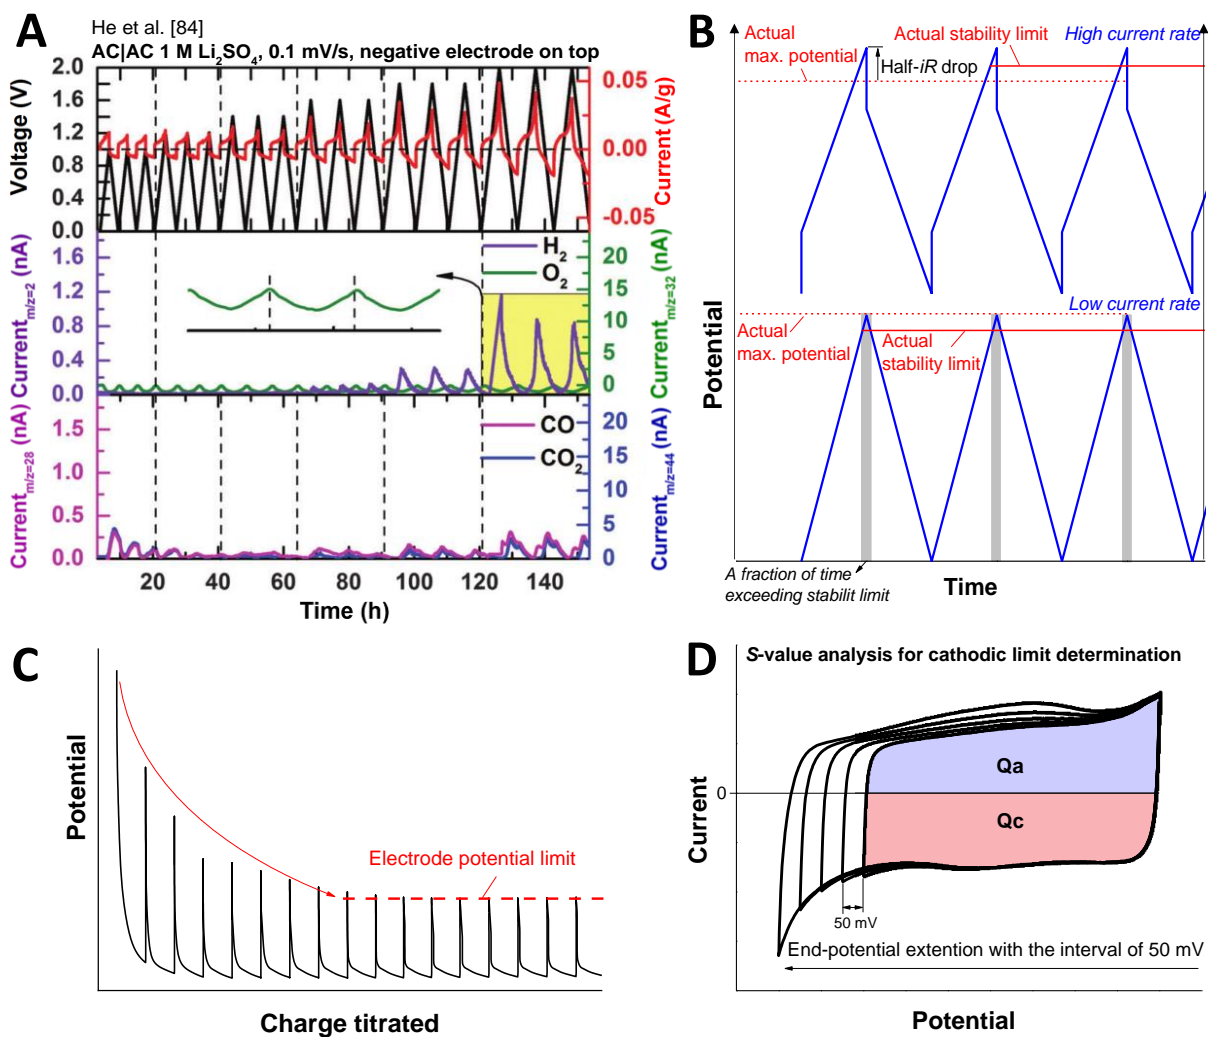 A
He et al. [84]
AC|AC 1 M Li2SO4, 0.1 mV/s, negative electrode on top
2.0
1.6
1.2
0.8
0.4
0.0
Voltage (V)
0.05
0.00
-0.05
Current (A/g)
H2
O2
1.6
1.2
0.8
0.4
0.0
Current m/z=2 (nA)
20
15
10
5
0
Current m/z=32 (nA)
CO
CO2
1.5
1.0
0.5
0.0
Current m/z=28 (nA)
20
15
10
5
0
Current m/z=44 (nA)
20 40 60 80 100 120 140
Time (h)
B
Actual
max. potential
Actual stability limit
High current rate
Half-iR drop
Low current rate
Actual
max. potential
Actual
stability limit
Potential
A fraction of time
exceeding stabilit limit
Time
C
Potential
Electrode potential limit
Charge titrated
D
S-value analysis for cathodic limit determination
Current
0
Qa
Qc
50 mV
End-potential extention with the interval of 50 mV
Potential